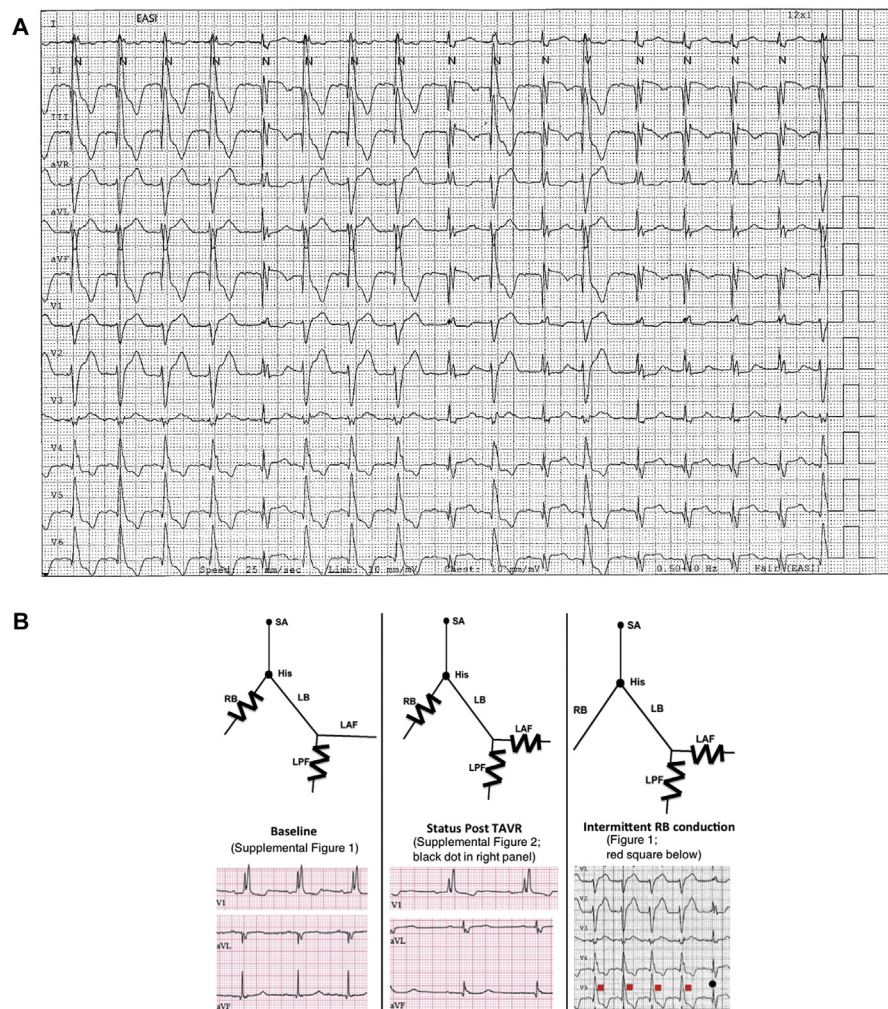 A
EASI
12x1
I
N N N N N N N N N N N V N N N N V
II
III
aVR
aVL
aVF
V1
V2
V3
V4
V5
V6
Speed: 25 mm/sec Limb: 10 mm/mV Chest: 10 mm/mV 0.50-40 Hz Fair (EASI)
B
SA
His
RB
LB
LAF
LPF
Baseline
(Supplemental Figure 1)
V1
aVL
aVF
SA
His
RB
LB
LAF
LPF
Status Post TAVR
(Supplemental Figure 2;
black dot in right panel)
V1
aVL
aVF
SA
His
RB
LB
LAF
LPF
Intermittent RB conduction
(Figure 1;
red square below)
V1
V2
V3
V4